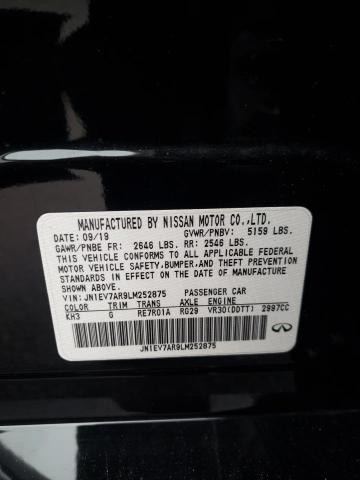 MANUFACTURED BY NISSAN MOTOR CO.,LTD.
DATE: 09/19 GVWR/PNBV: 5159 LBS.
GAWR/PNBE FR: 2646 LBS. RR: 2546 LBS.
THIS VEHICLE CONFORMS TO ALL APPLICABLE FEDERAL
MOTOR VEHICLE SAFETY,BUMPER,AND THEFT PREVENTION
STANDARDS IN EFFECT ON THE DATE OF MANUFACTURE
SHOWN ABOVE.
VIN: JN1EV7AR9LM252875 PASSENGER CAR
COLOR TRIM TRANS AXLE ENGINE
KH3 G RE7R01A RG29 VR30(DDTT) 2997CC
JN1EV7AR9LM252875
INFINITI